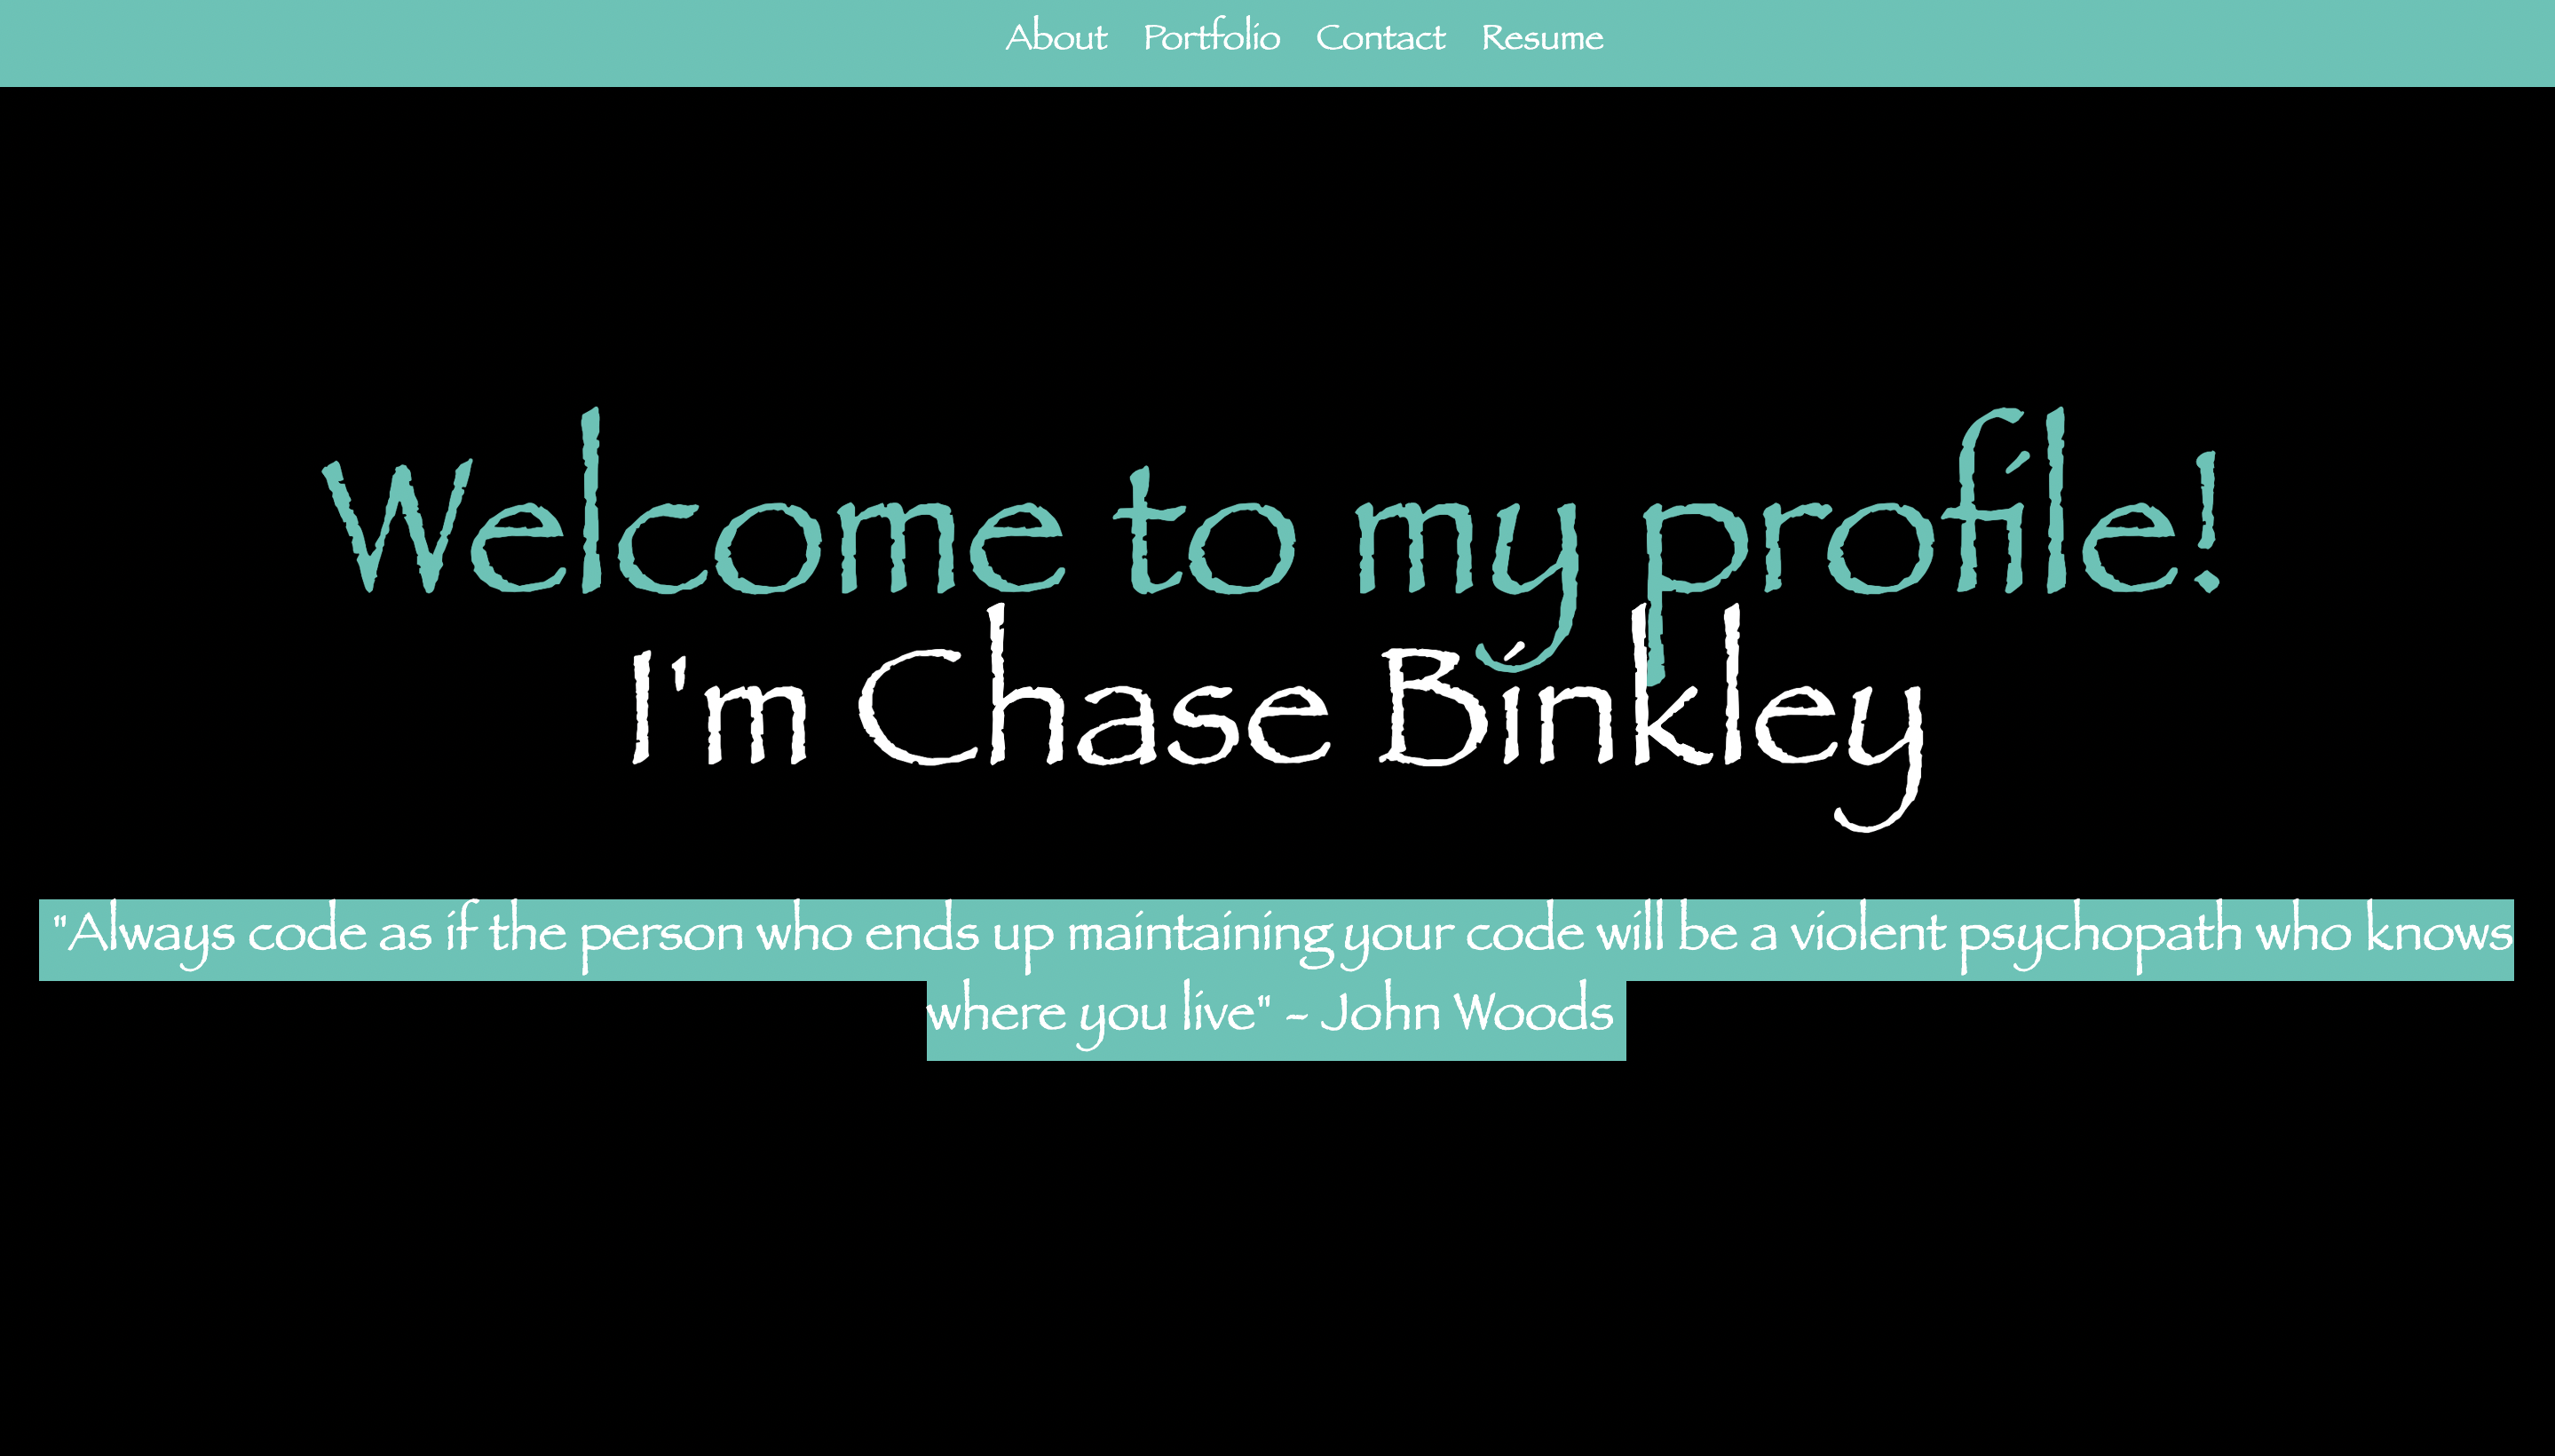 About Portfolio Contact Resume
Welcome to my profile!
I'm Chase Binkley
"Always code as if the person who ends up maintaining your code will be a violent psychopath who knows
where you live" - John Woods